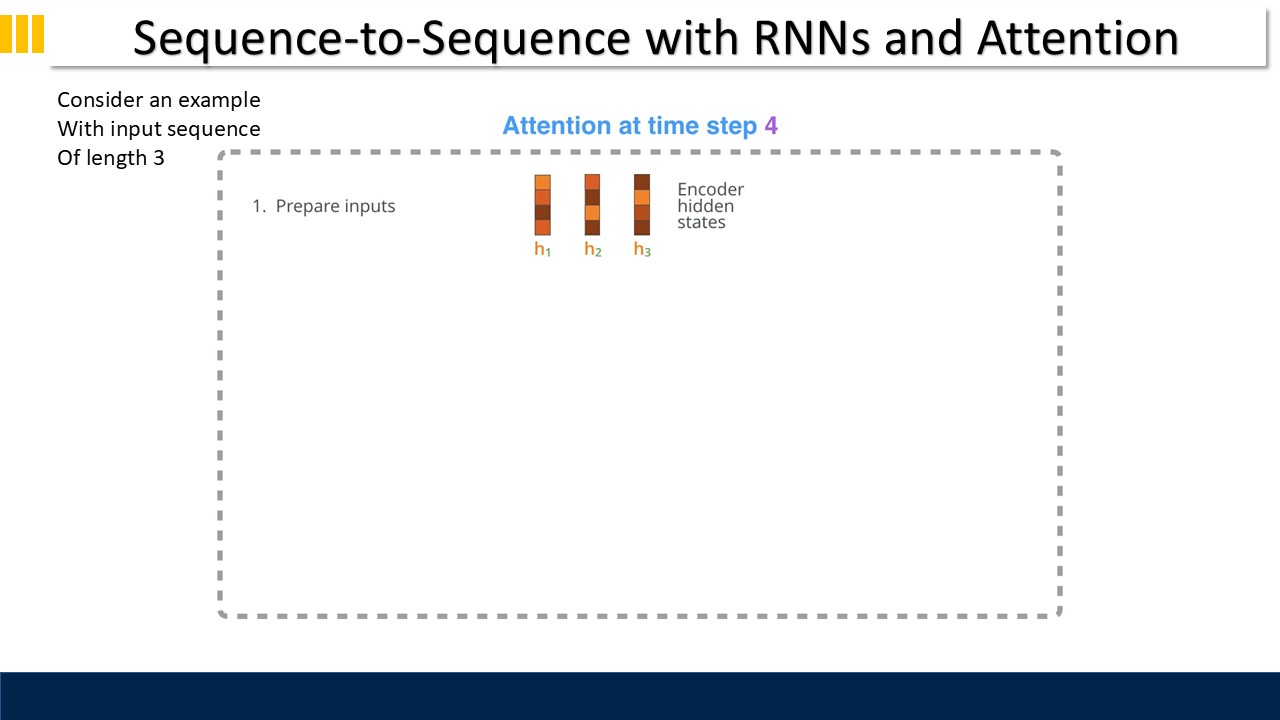 Sequence-to-Sequence with RNNs and Attention
Consider an example
With input sequence
Of length 3
Attention at time step 4
1. Prepare inputs
Encoder
hidden
states
h₁ h₂ h₃